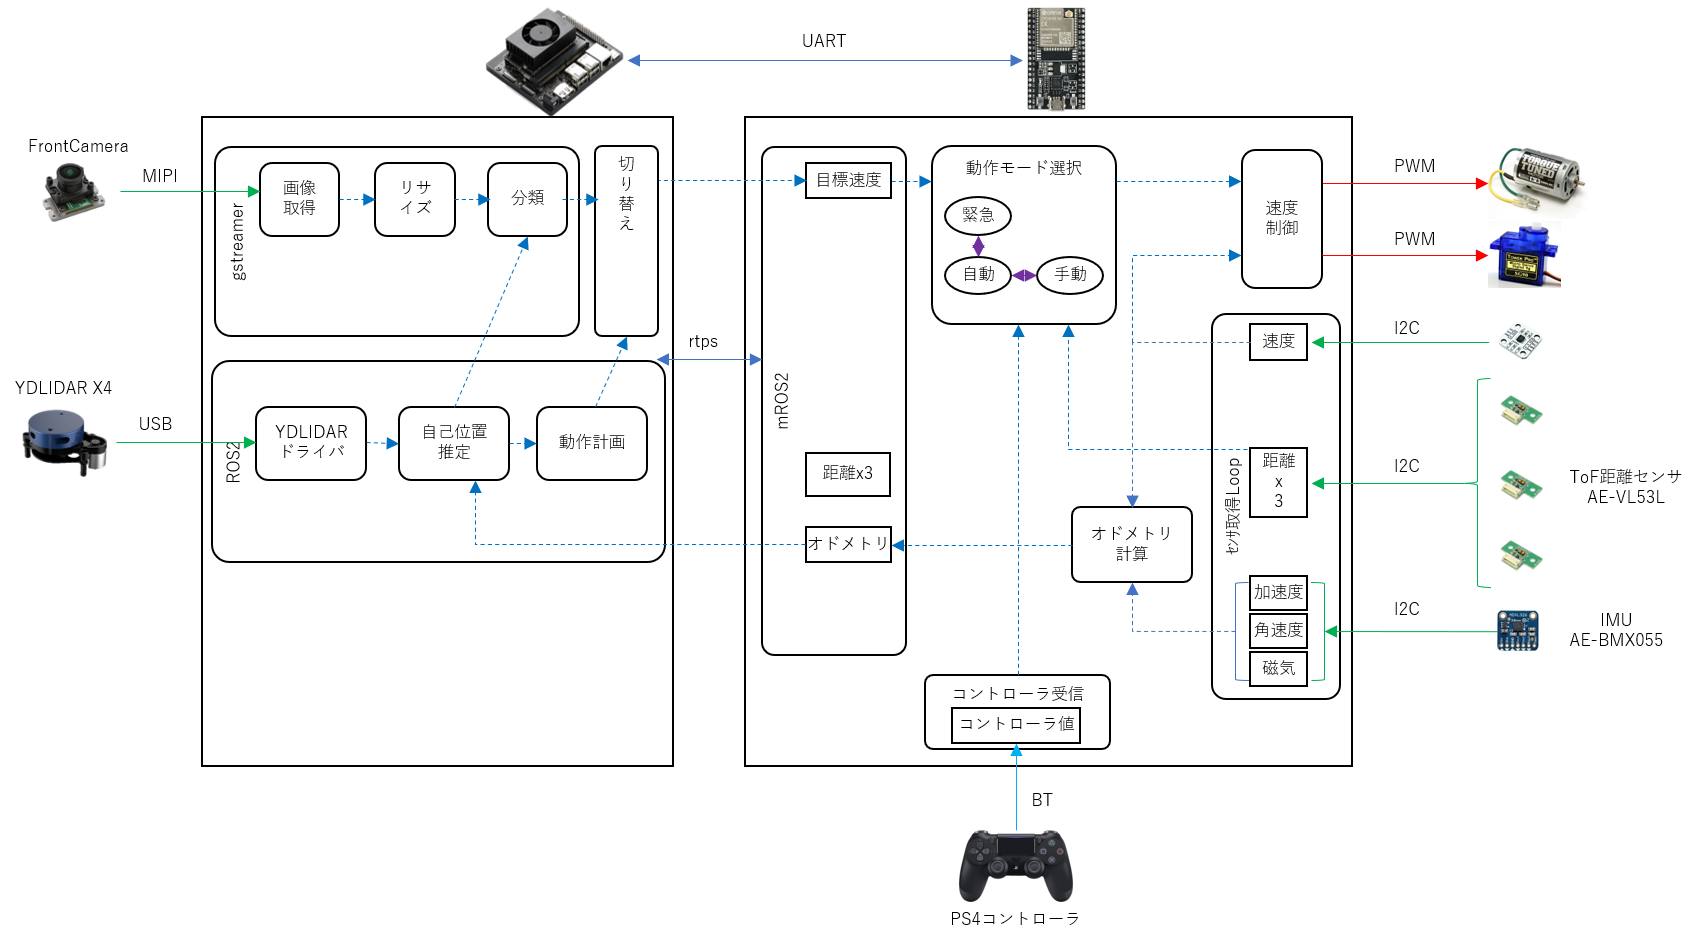 UART
FrontCamera
MIPI
gstreamer
画像
取得
リサ
イズ
分類
切り替え
rtps
YDLIDAR X4
USB
ROS2
YDLIDAR
ドライバ
自己位置
推定
動作計画
mROS2
目標速度
距離x3
オドメトリ
動作モード選択
緊急
自動
手動
速度
制御
PWM
PWM
センサ取得Loop
速度
I2C
距離
x
3
I2C
ToF距離センサ
AE-VL53L
オドメトリ
計算
加速度
角速度
磁気
I2C
IMU
AE-BMX055
コントローラ受信
コントローラ値
BT
PS4コントローラ